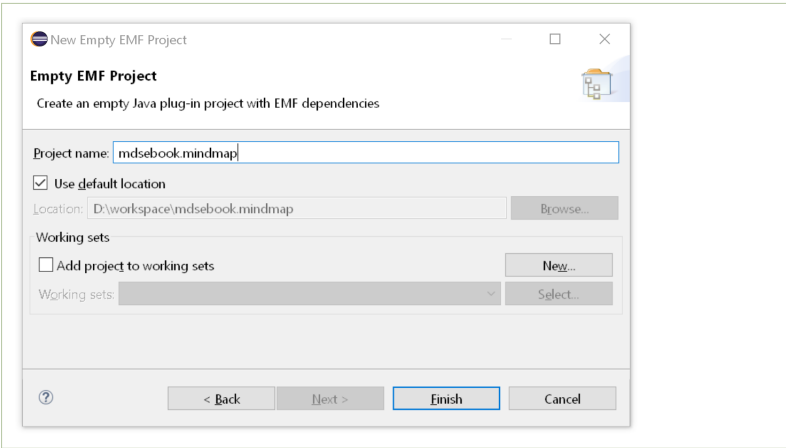 New Empty EMF Project
Empty EMF Project
Create an empty Java plug-in project with EMF dependencies
Project name: mdsebook.mindmap
Use default location
Location: D:\workspace\mdsebook.mindmap Browse...
Working sets
Add project to working sets New...
Working sets: Select...
? < Back Next > Finish Cancel